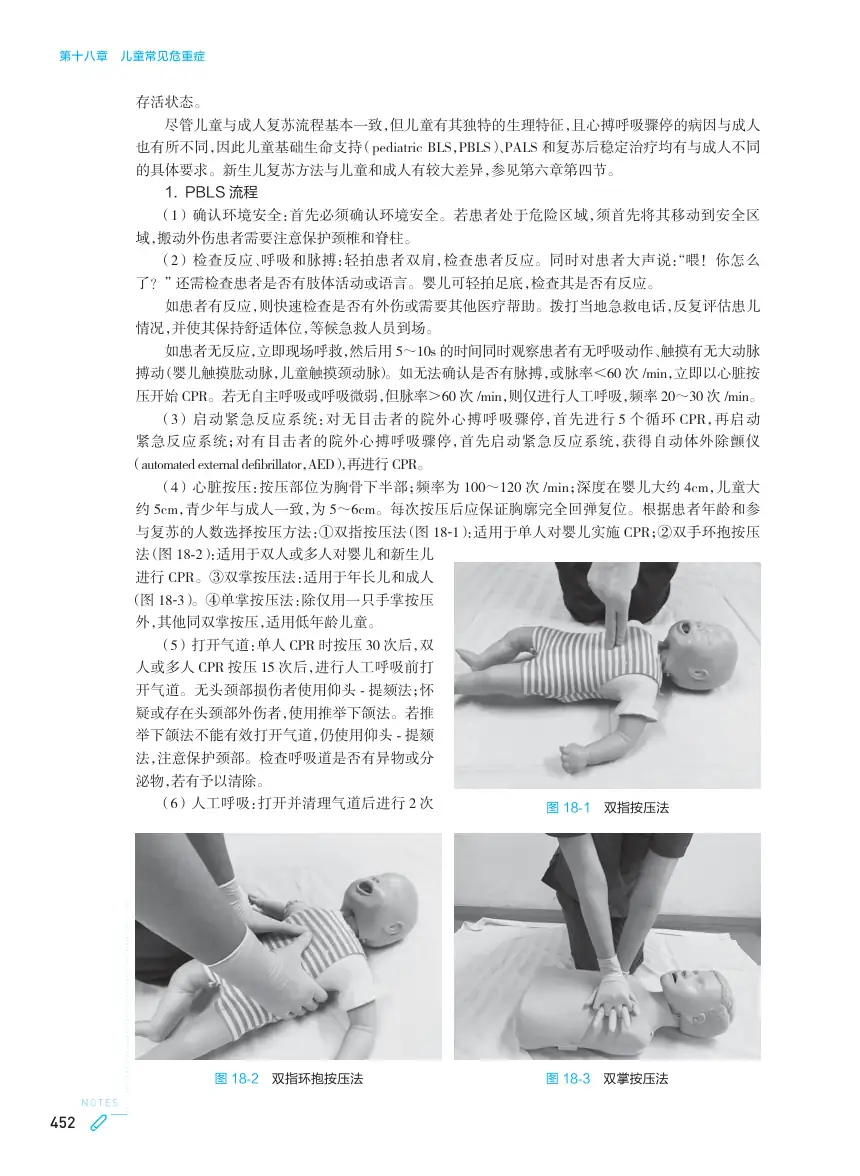 第十八章 儿童常见危重症
存活状态。
尽管儿童与成人复苏流程基本一致,但儿童有其独特的生理特征,且心搏呼吸骤停的病因与成人
也有所不同,因此儿童基础生命支持(pediatric BLS,PBLS)、PALS 和复苏后稳定治疗均有与成人不同
的具体要求。新生儿复苏方法与儿童和成人有较大差异,参见第六章第四节。
1. PBLS 流程
(1)确认环境安全:首先必须确认环境安全。若患者处于危险区域,须首先将其移动到安全区
域,搬动外伤患者需要注意保护颈椎和脊柱。
(2)检查反应、呼吸和脉搏:轻拍患者双肩,检查患者反应。同时对患者大声说:“喂!你怎么
了?”还需检查患者是否有肢体活动或语言。婴儿可轻拍足底,检查其是否有反应。
如患者有反应,则快速检查是否有外伤或需要其他医疗帮助。拨打当地急救电话,反复评估患儿
情况,并使其保持舒适体位,等候急救人员到场。
如患者无反应,立即现场呼救,然后用 5~10s 的时间同时观察患者有无呼吸动作、触摸有无大动脉
搏动(婴儿触摸肱动脉,儿童触摸颈动脉)。如无法确认是否有脉搏,或脉率<60 次 /min,立即以心脏按
压开始 CPR。若无自主呼吸或呼吸微弱,但脉率>60 次 /min,则仅进行人工呼吸,频率 20~30 次 /min。
(3)启动紧急反应系统:对无目击者的院外心搏呼吸骤停,首先进行 5 个循环 CPR,再启动
紧急反应系统;对有目击者的院外心搏呼吸骤停,首先启动紧急反应系统,获得自动体外除颤仪
(automated external defibrillator,AED),再进行 CPR。
(4)心脏按压:按压部位为胸骨下半部;频率为 100~120 次 /min;深度在婴儿大约 4cm,儿童大
约 5cm,青少年与成人一致,为 5~6cm。每次按压后应保证胸廓完全回弹复位。根据患者年龄和参
与复苏的人数选择按压方法:①双指按压法(图 18-1):适用于单人对婴儿实施 CPR;②双手环抱按压
法(图 18-2):适用于双人或多人对婴儿和新生儿
进行 CPR。③双掌按压法:适用于年长儿和成人
(图 18-3)。④单掌按压法:除仅用一只手掌按压
外,其他同双掌按压,适用低年龄儿童。
(5)打开气道:单人 CPR 时按压 30 次后,双
人或多人 CPR 按压 15 次后,进行人工呼吸前打
开气道。无头颈部损伤者使用仰头 - 提颏法;怀
疑或存在头颈部外伤者,使用推举下颌法。若推
举下颌法不能有效打开气道,仍使用仰头 - 提颏
法,注意保护颈部。检查呼吸道是否有异物或分
泌物,若有予以清除。
(6)人工呼吸:打开并清理气道后进行 2 次
图 18-1 双指按压法
图 18-2 双指环抱按压法
图 18-3 双掌按压法
NOTES
452